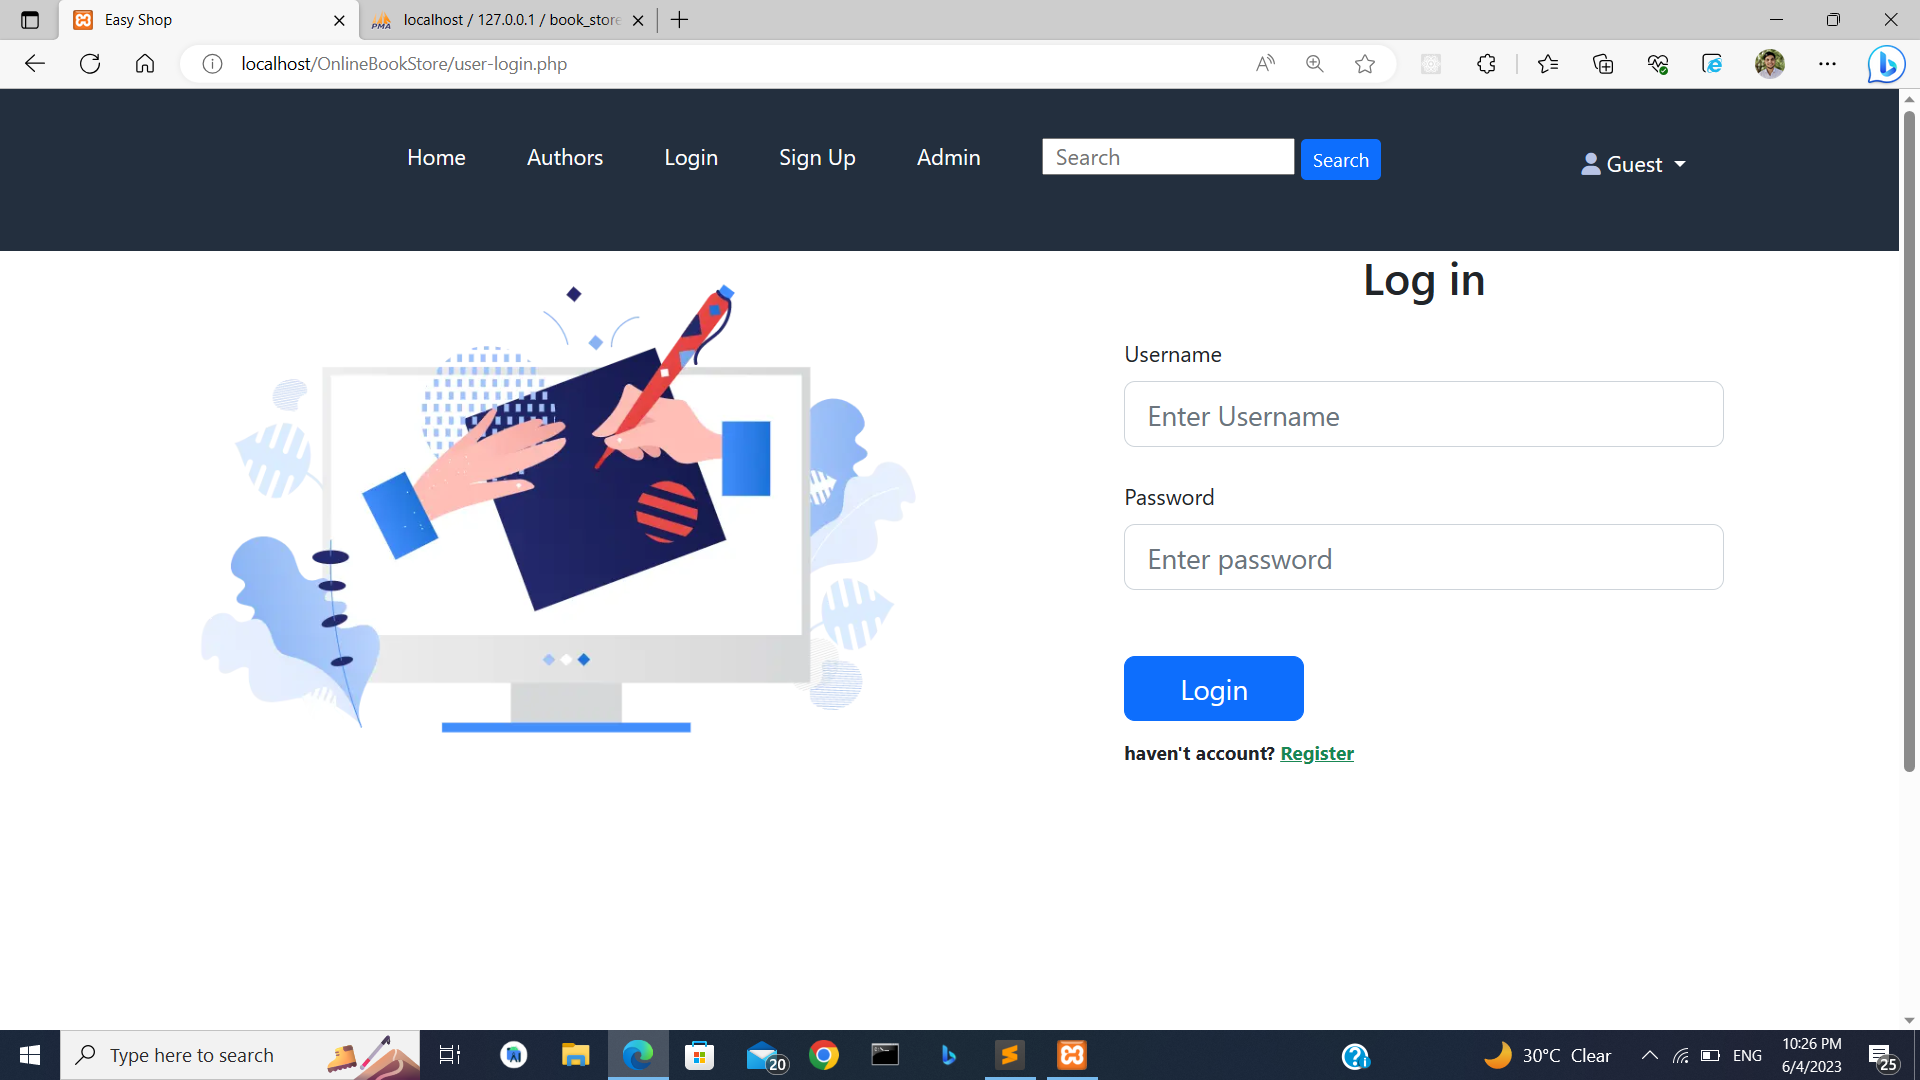 Easy Shop
PMA localhost / 127.0.0.1 / book_store
localhost/OnlineBookStore/user-login.php
Home Authors Login Sign Up Admin Search Search Guest
Log in
Username
Enter Username
Password
Enter password
Login
haven't account? Register
Type here to search
20
30°C Clear
ENG
10:26 PM
6/4/2023
25